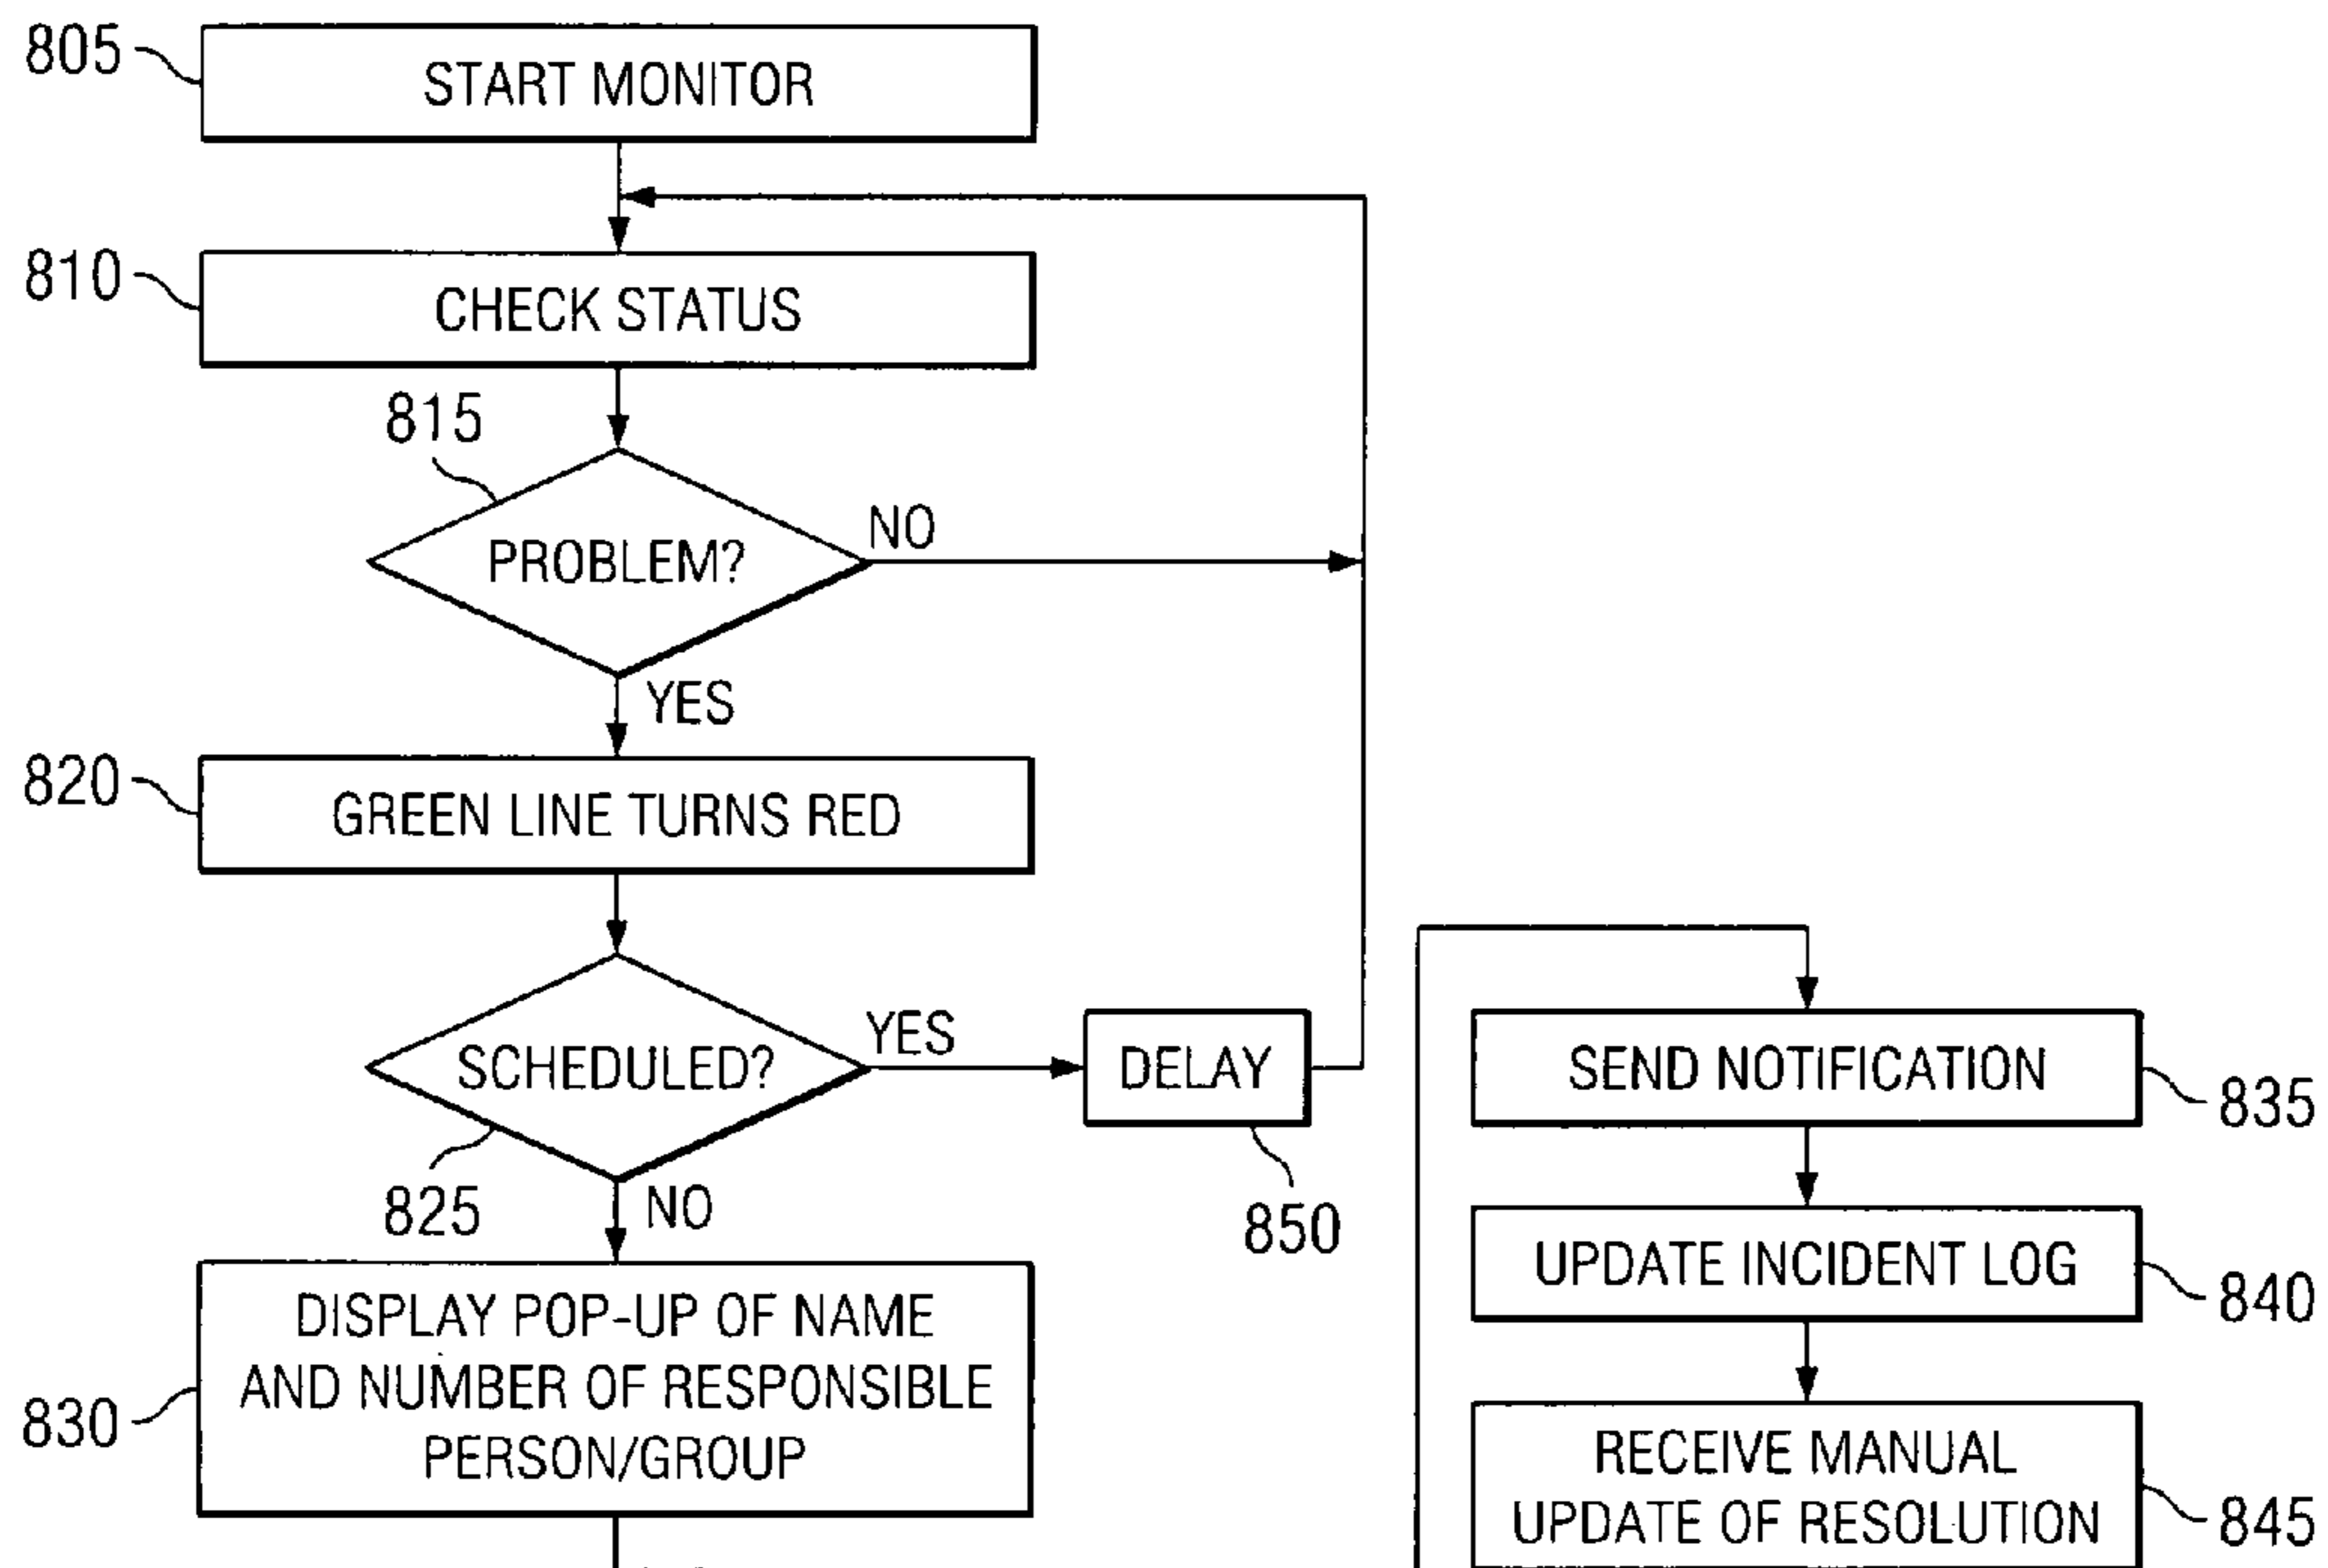 805
START MONITOR
810
CHECK STATUS
815
PROBLEM?
NO
YES
820
GREEN LINE TURNS RED
SCHEDULED?
YES
DELAY
825
NO
850
DISPLAY POP-UP OF NAME
AND NUMBER OF RESPONSIBLE
PERSON/GROUP
830
SEND NOTIFICATION
835
UPDATE INCIDENT LOG
840
RECEIVE MANUAL
UPDATE OF RESOLUTION
845